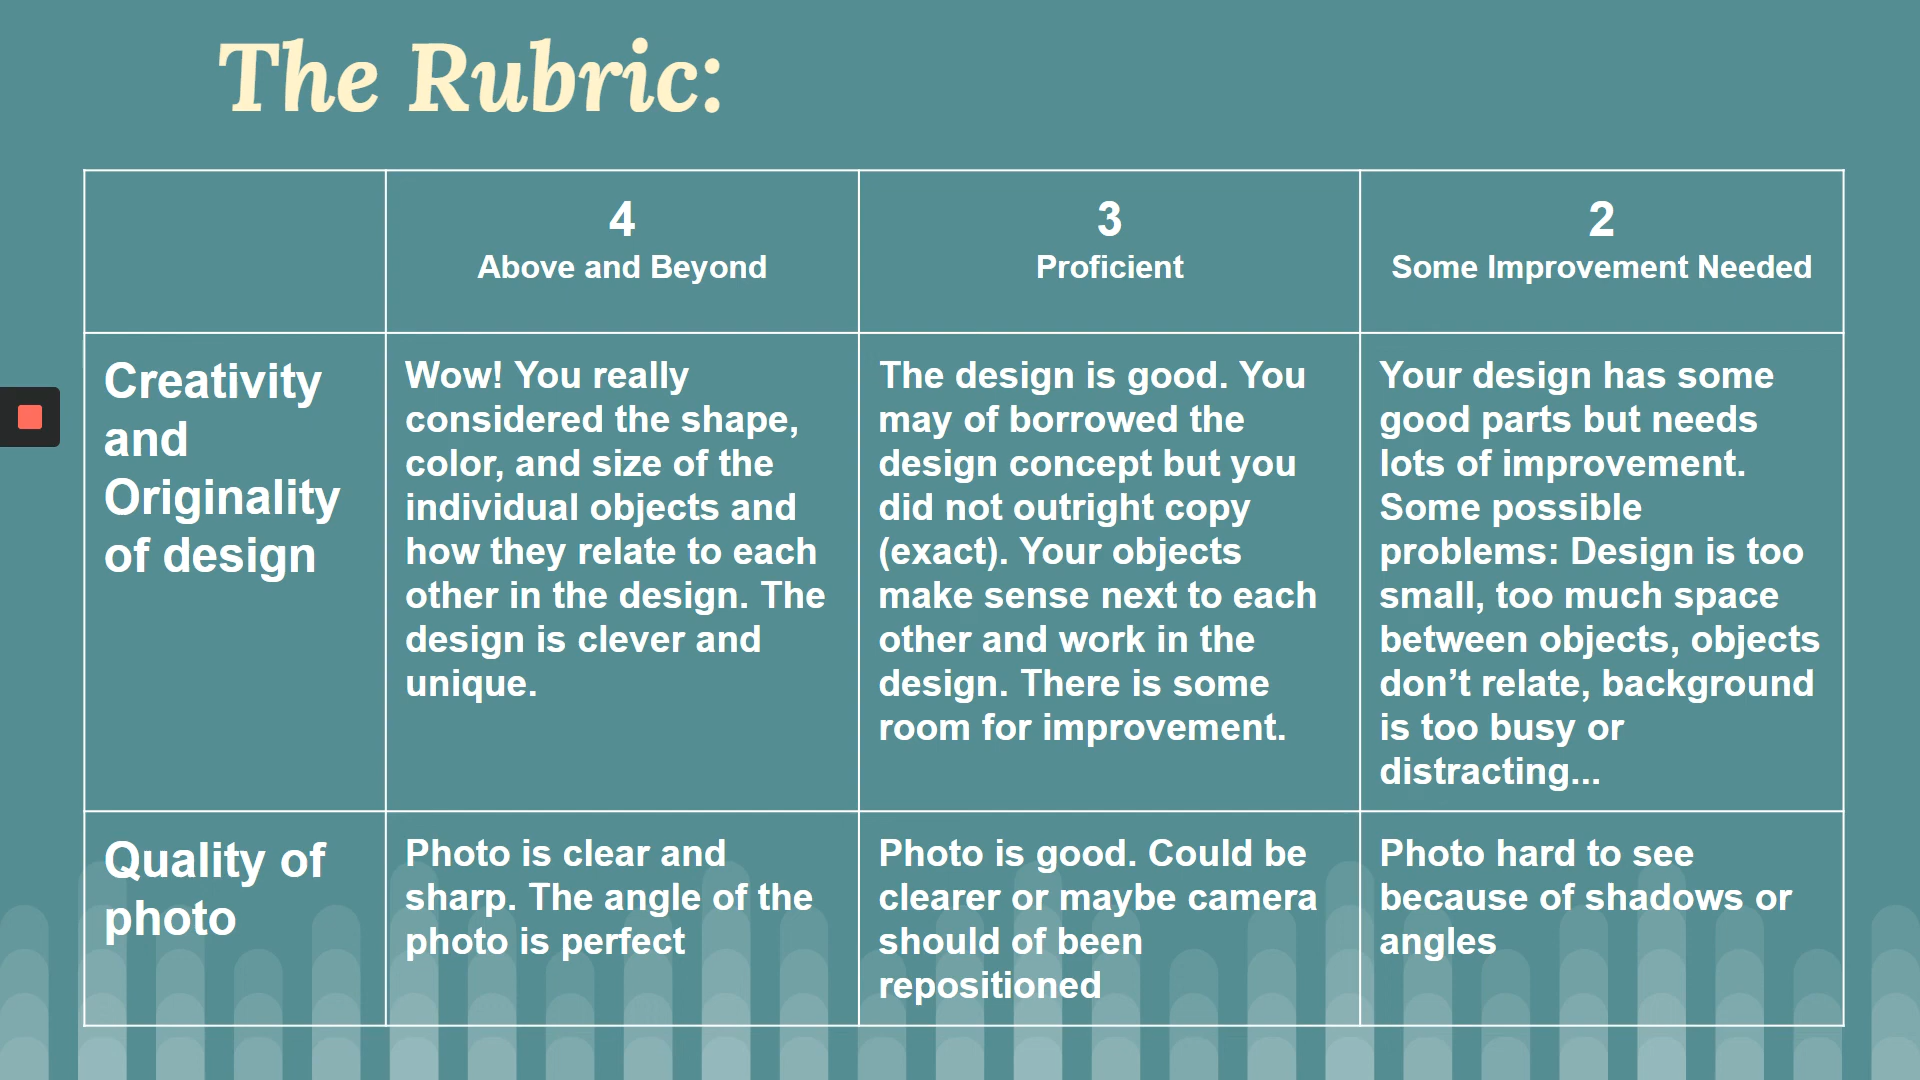 The Rubric:
4
Above and Beyond
3
Proficient
2
Some Improvement Needed
Creativity
and
Originality
of design
Wow! You really
considered the shape,
color, and size of the
individual objects and
how they relate to each
other in the design. The
design is clever and
unique.
The design is good. You
may of borrowed the
design concept but you
did not outright copy
(exact). Your objects
make sense next to each
other and work in the
design. There is some
room for improvement.
Your design has some
good parts but needs
lots of improvement.
Some possible
problems: Design is too
small, too much space
between objects, objects
don’t relate, background
is too busy or
distracting...
Quality of
photo
Photo is clear and
sharp. The angle of the
photo is perfect
Photo is good. Could be
clearer or maybe camera
should of been
repositioned
Photo hard to see
because of shadows or
angles